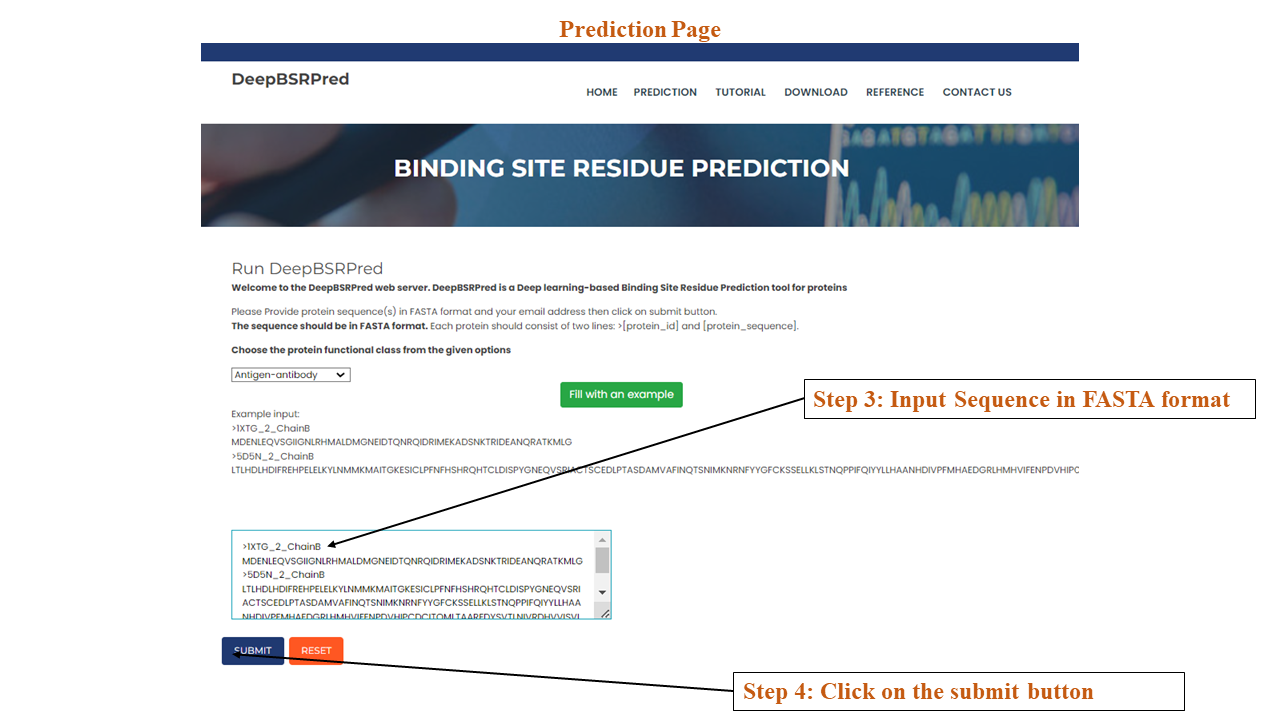 Prediction Page
DeepBSRPred
HOME PREDICTION TUTORIAL DOWNLOAD REFERENCE CONTACT US
BINDING SITE RESIDUE PREDICTION
Run DeepBSRPred
Welcome to the DeepBSRPred web server. DeepBSRPred is a Deep learning-based Binding Site Residue Prediction tool for proteins
Please Provide protein sequence(s) in FASTA format and your email address then click on submit button.
The sequence should be in FASTA format. Each protein should consist of two lines: >[protein_id] and [protein_sequence].
Choose the protein functional class from the given options
Antigen-antibody
Fill with an example
Step 3: Input Sequence in FASTA format
Example input:
>1XTG_2_ChainB
MDENLEQVSGIIGNLRHMALDMGNEIDTQNRQIDRIMEKADSNKTRIDEANQRATKMLG
>5D5N_2_ChainB
LTLHDLHDIFREHPELELKYLNMMKMAITGKESICLPFNFHSHRQHTCLDISPYGNEQVSRIACTSCEDLPTASDAMVAFINQTSNIMKNRNFYYGFCKSSELLKLSTNQPPIFQIYYLLHAANHDIVPFMHAEDGRLHMHVIFENPDVHIPC
>1XTG_2_ChainB
MDENLEQVSGIIGNLRHMALDMGNEIDTQNRQIDRIMEKADSNKTRIDEANQRATKMLG
>5D5N_2_ChainB
LTLHDLHDIFREHPELELKYLNMMKMAITGKESICLPFNFHSHRQHTCLDISPYGNEQVSRI
ACTSCEDLPTASDAMVAFINQTSNIMKNRNFYYGFCKSSELLKLSTNQPPIFQIYYLLHAA
NHDIVPFMHAEDGRLHMHVIFENPDVHIPCDCITQMLTAAREDYSVTLNIVRDHVVISVI
SUBMIT RESET
Step 4: Click on the submit button